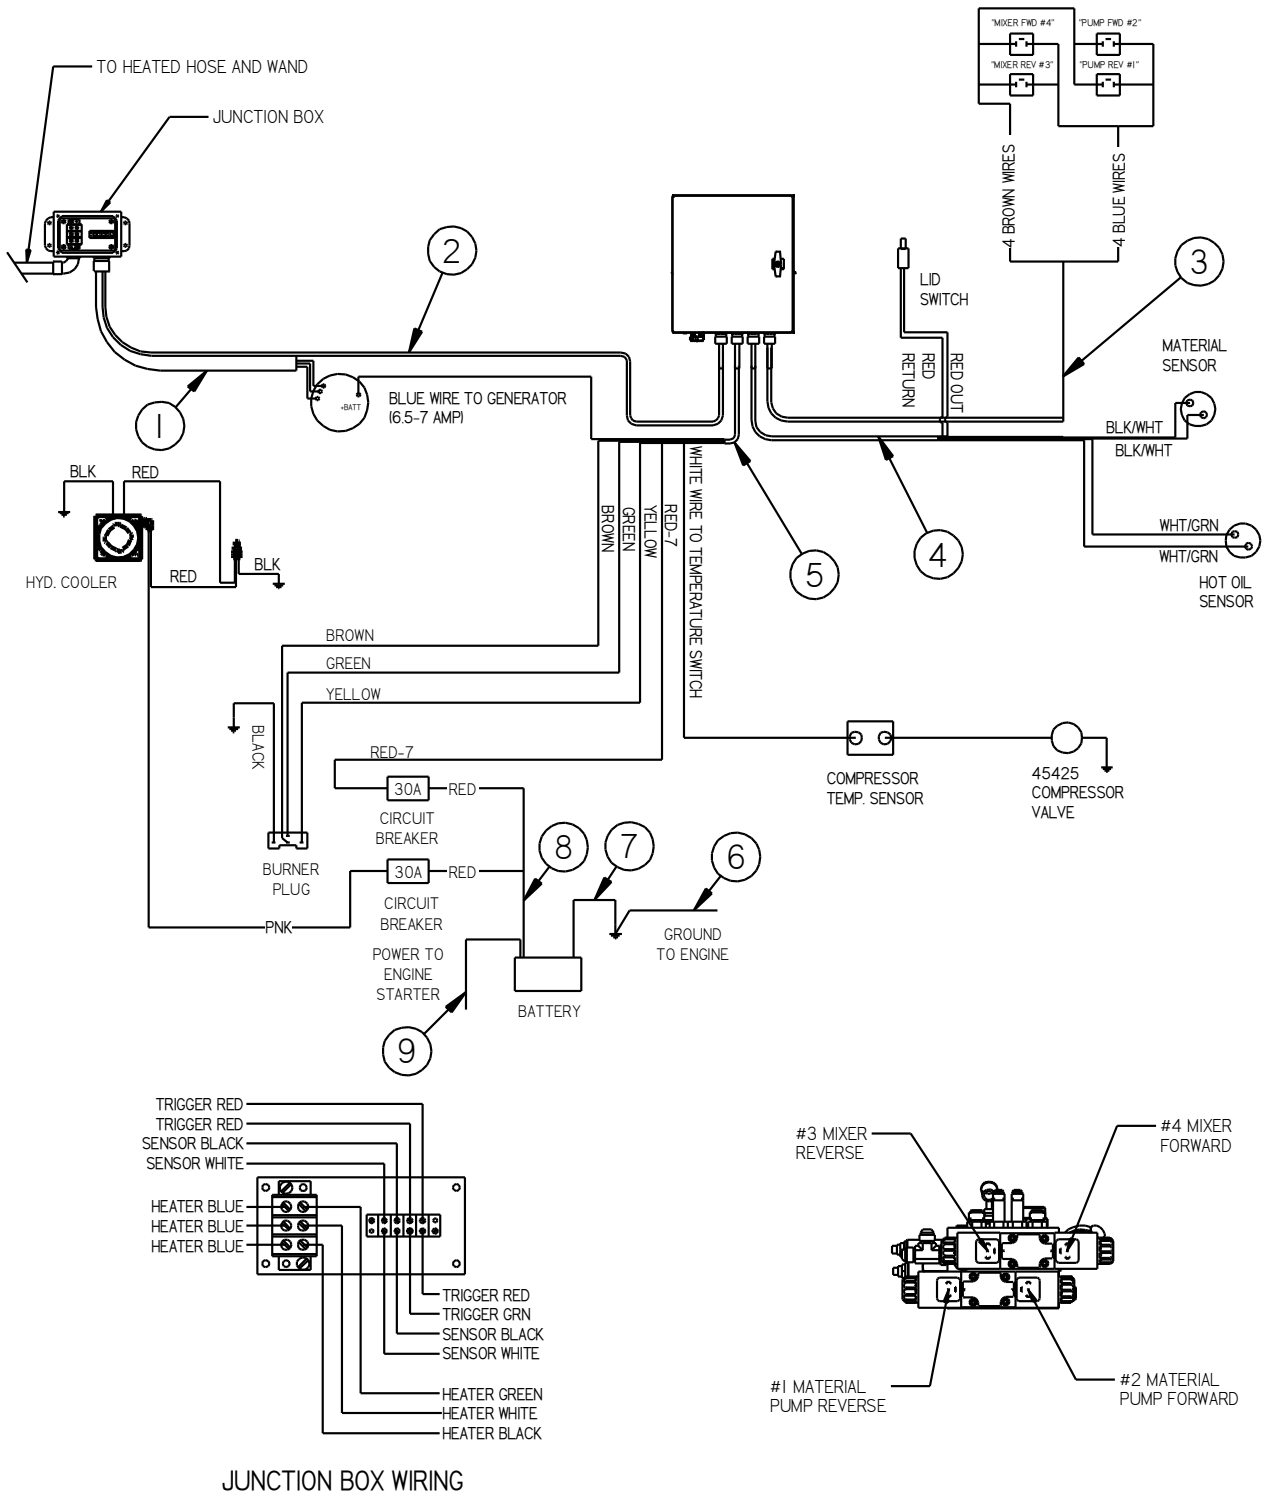 TO HEATED HOSE AND WAND
JUNCTION BOX
"MIXER FWD #4"
"PUMP FWD #2"
"MIXER REV #3"
"PUMP REV #1"
4 BROWN WIRES
4 BLUE WIRES
2
3
LID
SWITCH
RED
RETURN
RED OUT
MATERIAL
SENSOR
1
+BATT
BLUE WIRE TO GENERATOR
(6.5-7 AMP)
BLK/WHT
BLK/WHT
BLK
RED
HYD. COOLER
RED
BLK
BROWN
GREEN
YELLOW
RED-7
WHITE WIRE TO TEMPERATURE SWITCH
5
4
WHT/GRN
WHT/GRN
HOT OIL
SENSOR
BROWN
GREEN
YELLOW
BLACK
RED-7
30A
RED
CIRCUIT
BREAKER
COMPRESSOR
TEMP. SENSOR
45425
COMPRESSOR
VALVE
BURNER
PLUG
30A
RED
CIRCUIT
BREAKER
8
7
6
PNK
POWER TO
ENGINE
STARTER
GROUND
TO ENGINE
BATTERY
9
TRIGGER RED
TRIGGER RED
SENSOR BLACK
SENSOR WHITE
HEATER BLUE
HEATER BLUE
HEATER BLUE
TRIGGER RED
TRIGGER GRN
SENSOR BLACK
SENSOR WHITE
HEATER GREEN
HEATER WHITE
HEATER BLACK
#3 MIXER
REVERSE
#4 MIXER
FORWARD
#1 MATERIAL
PUMP REVERSE
#2 MATERIAL
PUMP FORWARD
JUNCTION BOX WIRING